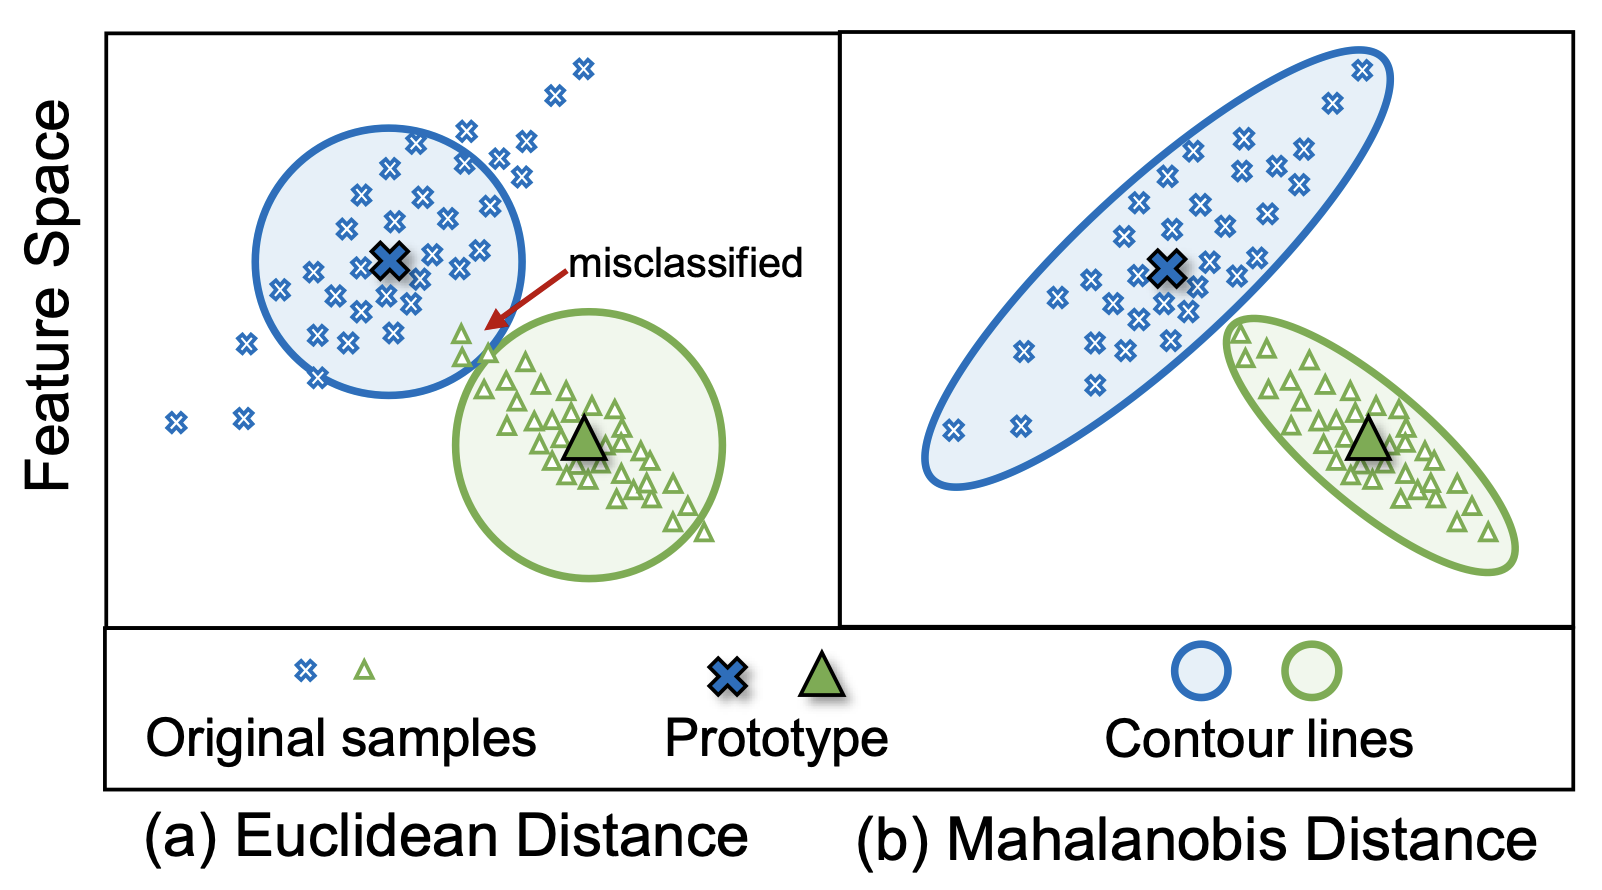 Feature Space
misclassified
Original samples
Prototype
Contour lines
(a) Euclidean Distance
(b) Mahalanobis Distance